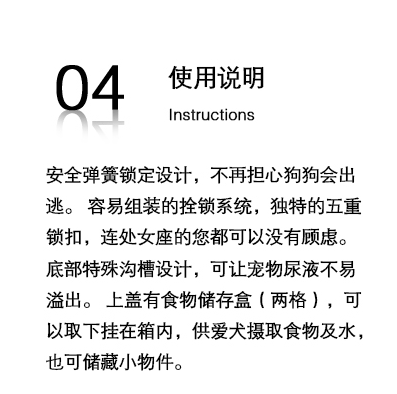 04
使用说明
Instructions
安全弹簧锁定设计，不再担心狗狗会出
逃。 容易组装的拴锁系统，独特的五重
锁扣，连处女座的您都可以没有顾虑。
底部特殊沟槽设计，可让宠物尿液不易
溢出。 上盖有食物储存盒（两格），可
以取下挂在箱内，供爱犬摄取食物及水，
也可储藏小物件。